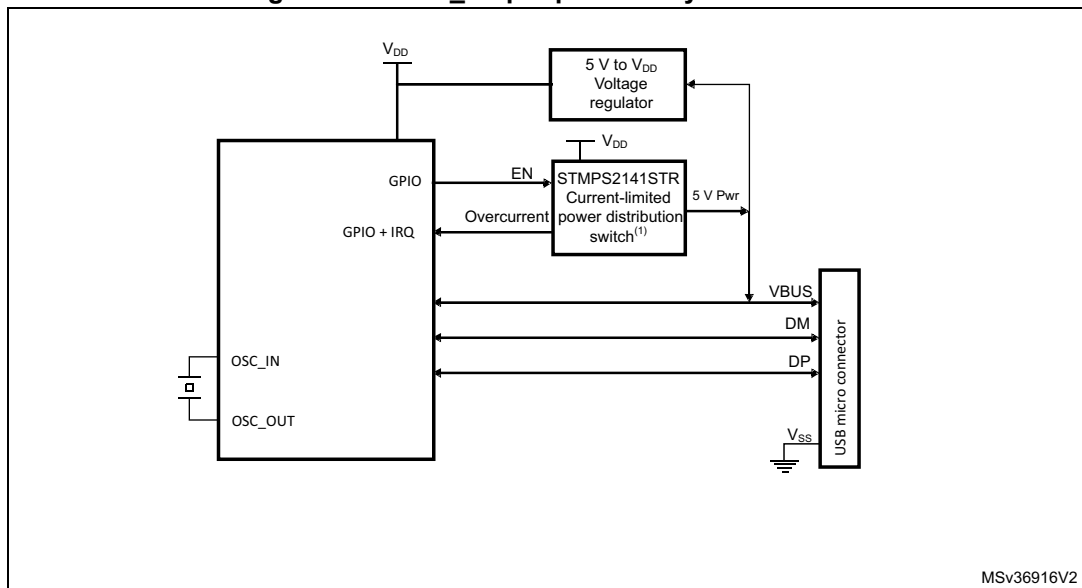 V_DD
5 V to V_DD
Voltage
regulator
V_DD
GPIO
EN
STMPS2141STR
Current-limited
power distribution
switch(1)
5 V Pwr
Overcurrent
GPIO + IRQ
VBUS
DM
DP
OSC_IN
OSC_OUT
V_SS
USB micro connector
MSv36916V2